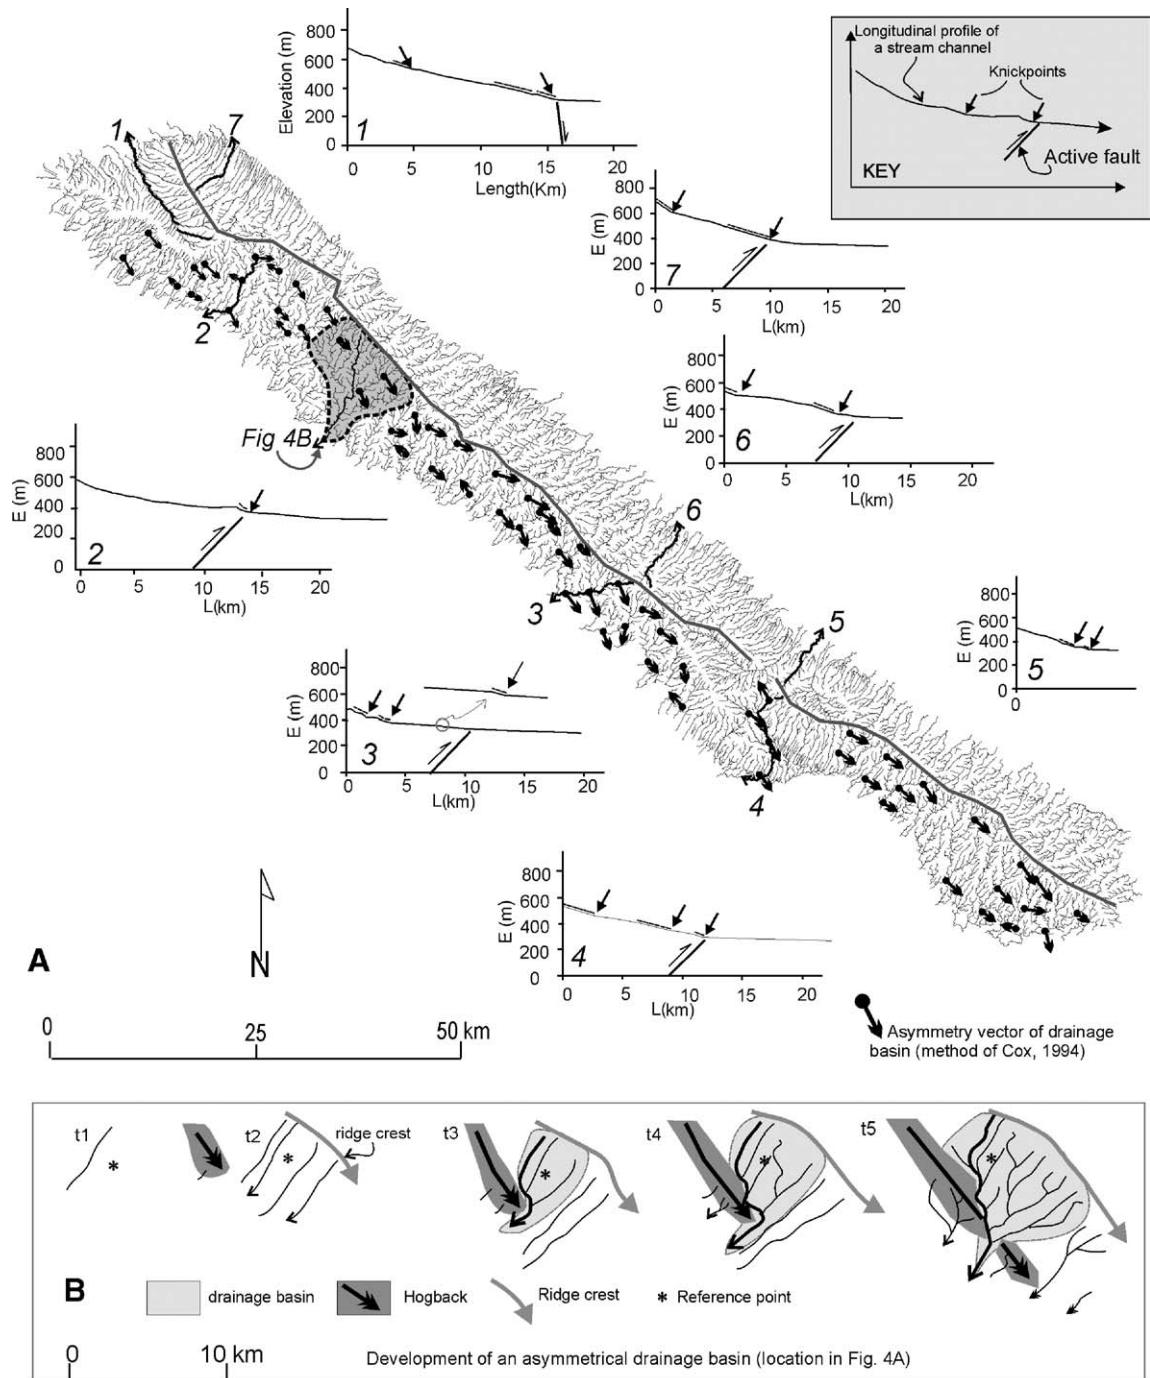 Elevation (m)
800
600
400
200
0
1
0
5
10
15
20
Length(Km)
Longitudinal profile of
a stream channel
Knickpoints
Active fault
KEY
1
7
E (m)
800
600
400
200
0
7
0
5
10
15
20
L(km)
2
E (m)
800
600
400
200
0
6
0
5
10
15
20
L(km)
Fig 4B
E (m)
800
600
400
200
0
2
0
5
10
15
20
L(km)
6
3
5
E (m)
800
600
400
200
0
5
0
E (m)
800
600
400
200
0
3
0
5
10
15
20
L(km)
4
E (m)
800
600
400
200
0
4
0
5
10
15
20
L(km)
A
N
0
25
50 km
Asymmetry vector of drainage
basin (method of Cox, 1994)
t1
*
t2
*
ridge crest
t3
*
t4
*
t5
*
B
drainage basin
Hogback
Ridge crest
* Reference point
0
10 km
Development of an asymmetrical drainage basin (location in Fig. 4A)